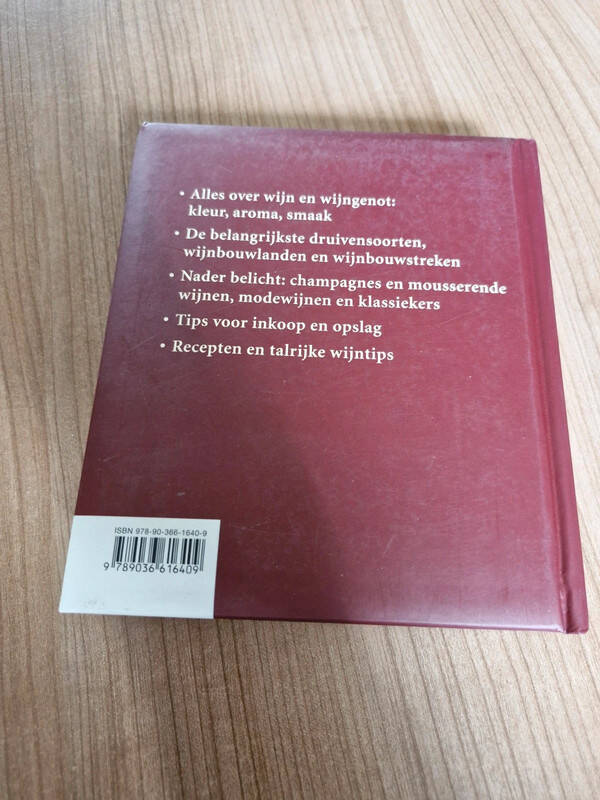 • Alles over wijn en wijngenot:
kleur, aroma, smaak
• De belangrijkste druivensoorten,
wijnbouwlanden en wijnbouwstreken
• Nader belicht: champagnes en mousserende
wijnen, modewijnen en klassiekers
• Tips voor inkoop en opslag
• Recepten en talrijke wijntips
ISBN 978-90-366-1640-9
9 789036 616409